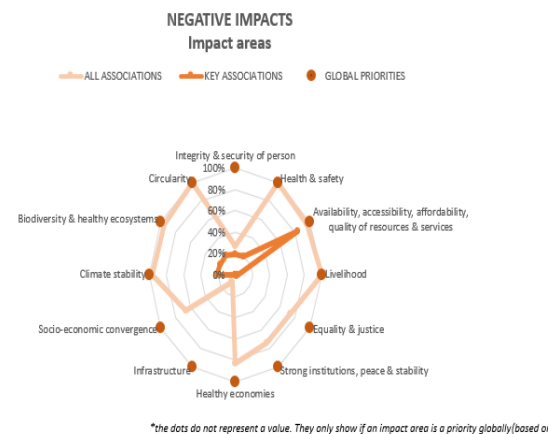 NEGATIVE IMPACTS
Impact areas
ALL ASSOCIATIONS KEY ASSOCIATIONS GLOBAL PRIORITIES
Integrity & security of person
100%
Circularity
Health & safety
80%
60%
Biodiversity & healthy ecosystems
Availability, accessibility, affordability,
quality of resources & services
40%
20%
Climate stability
0%
Livelihood
Socio-economic convergence
Equality & justice
Infrastructure
Strong institutions, peace & stability
Healthy economies
*the dots do not represent a value. They only show if an impact area is a priority globally(based